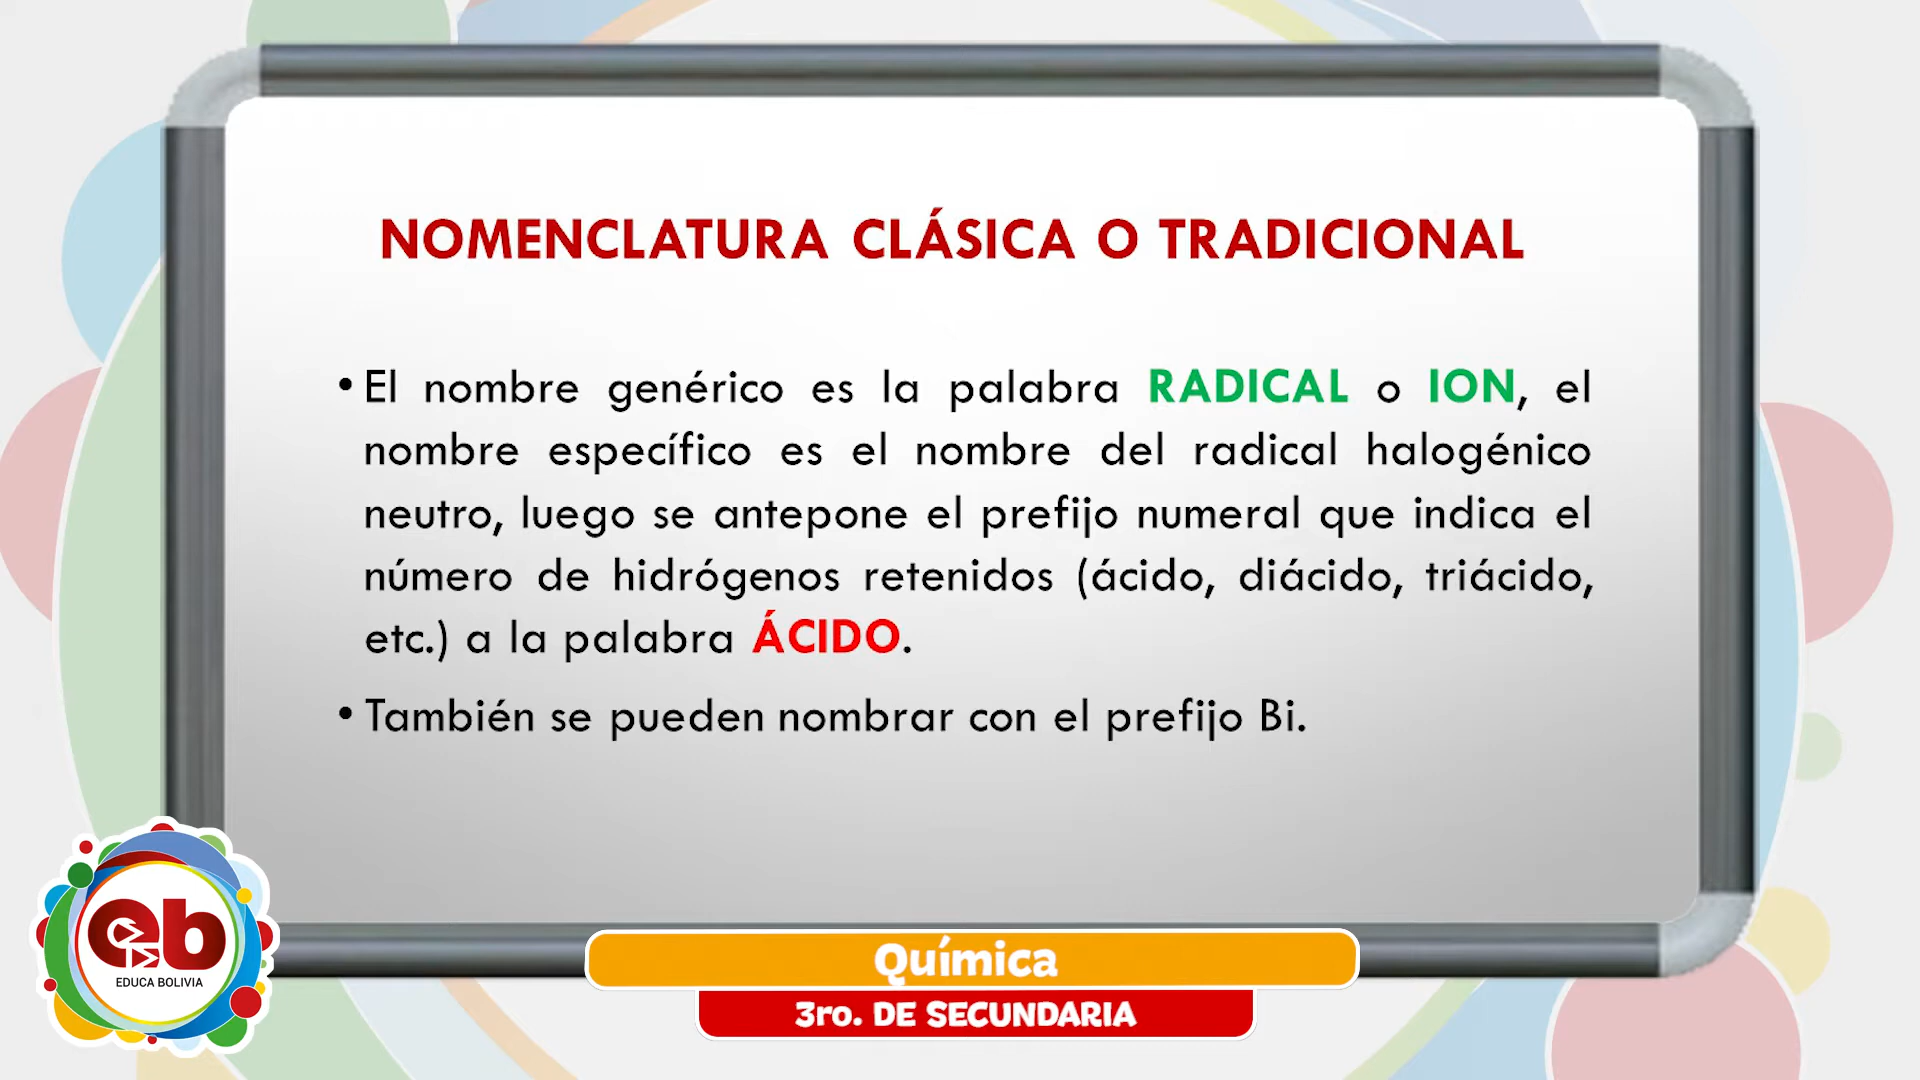 NOMENCLATURA CLÁSICA O TRADICIONAL
• El nombre genérico es la palabra RADICAL o ION, el
nombre específico es el nombre del radical halogénico
neutro, luego se antepone el prefijo numeral que indica el
número de hidrógenos retenidos (ácido, diácido, triácido,
etc.) a la palabra ÁCIDO.
• También se pueden nombrar con el prefijo Bi.
eb
EDUCA BOLIVIA
Química
3ro. DE SECUNDARIA